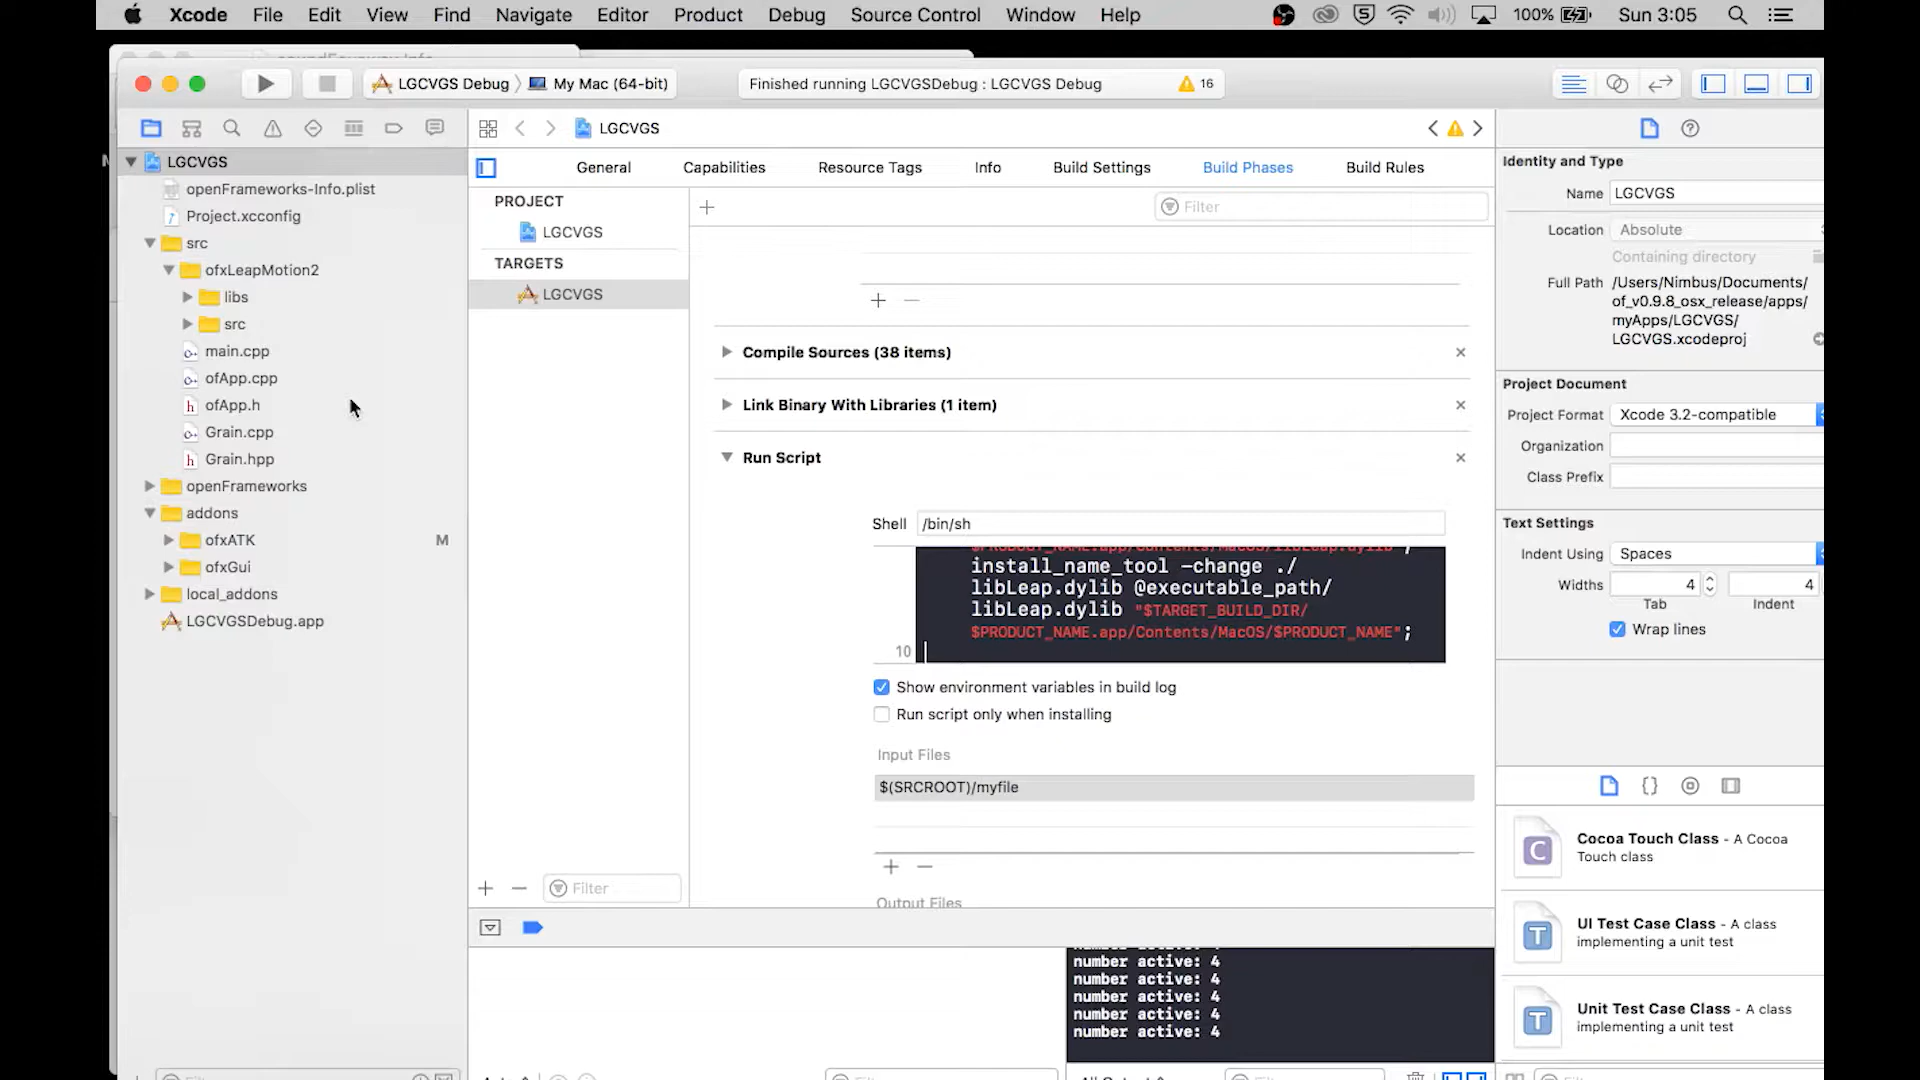 Xcode File Edit View Find Navigate Editor Product Debug Source Control Window Help 100% Sun 3:05
LGCVGS Debug My Mac (64-bit) Finished running LGCVGSDebug : LGCVGS Debug 16
LGCVGS
openFrameworks-Info.plist
Project.xcconfig
src
ofxLeapMotion2
libs
src
main.cpp
ofApp.cpp
ofApp.h
Grain.cpp
Grain.hpp
openFrameworks
addons
ofxATK M
ofxGui
local_addons
LGCVGSDebug.app
LGCVGS
General Capabilities Resource Tags Info Build Settings Build Phases Build Rules
PROJECT
LGCVGS
TARGETS
LGCVGS
Filter
Filter
Compile Sources (38 items)
Link Binary With Libraries (1 item)
Run Script
Shell /bin/sh
$PRODUCT_NAME.app/Contents/MacOS/libLeap.dylib";
install_name_tool -change ./
libLeap.dylib @executable_path/
libLeap.dylib "$TARGET_BUILD_DIR/
$PRODUCT_NAME.app/Contents/MacOS/$PRODUCT_NAME";
10
Show environment variables in build log
Run script only when installing
Input Files
$(SRCROOT)/myfile
Output Files
number active: 4
number active: 4
number active: 4
number active: 4
number active: 4
Identity and Type
Name LGCVGS
Location Absolute
Containing directory
Full Path /Users/Nimbus/Documents/
of_v0.9.8_osx_release/apps/
myApps/LGCVGS/
LGCVGS.xcodeproj
Project Document
Project Format Xcode 3.2-compatible
Organization
Class Prefix
Text Settings
Indent Using Spaces
Widths 4 4
Tab Indent
Wrap lines
Cocoa Touch Class - A Cocoa
Touch class
UI Test Case Class - A class
implementing a unit test
Unit Test Case Class - A class
implementing a unit test